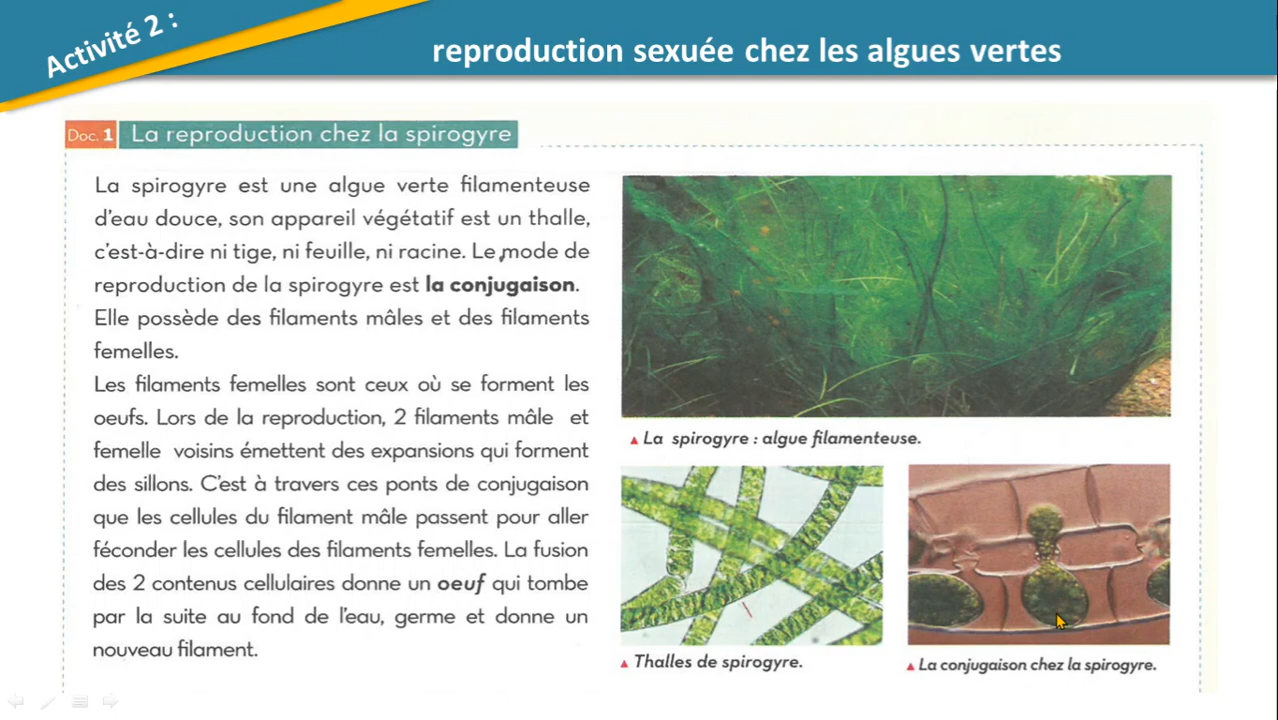 Activité 2 :
reproduction sexuée chez les algues vertes
Doc. 1 La reproduction chez la spirogyre
La spirogyre est une algue verte filamenteuse
d'eau douce, son appareil végétatif est un thalle,
c'est-à-dire ni tige, ni feuille, ni racine. Le mode de
reproduction de la spirogyre est la conjugaison.
Elle possède des filaments mâles et des filaments
femelles.
Les filaments femelles sont ceux où se forment les
oeufs. Lors de la reproduction, 2 filaments mâle et
femelle voisins émettent des expansions qui forment
des sillons. C'est à travers ces ponts de conjugaison
que les cellules du filament mâle passent pour aller
féconder les cellules des filaments femelles. La fusion
des 2 contenus cellulaires donne un oeuf qui tombe
par la suite au fond de l'eau, germe et donne un
nouveau filament.
▲ La spirogyre : algue filamenteuse.
▲ Thalles de spirogyre.
▲ La conjugaison chez la spirogyre.